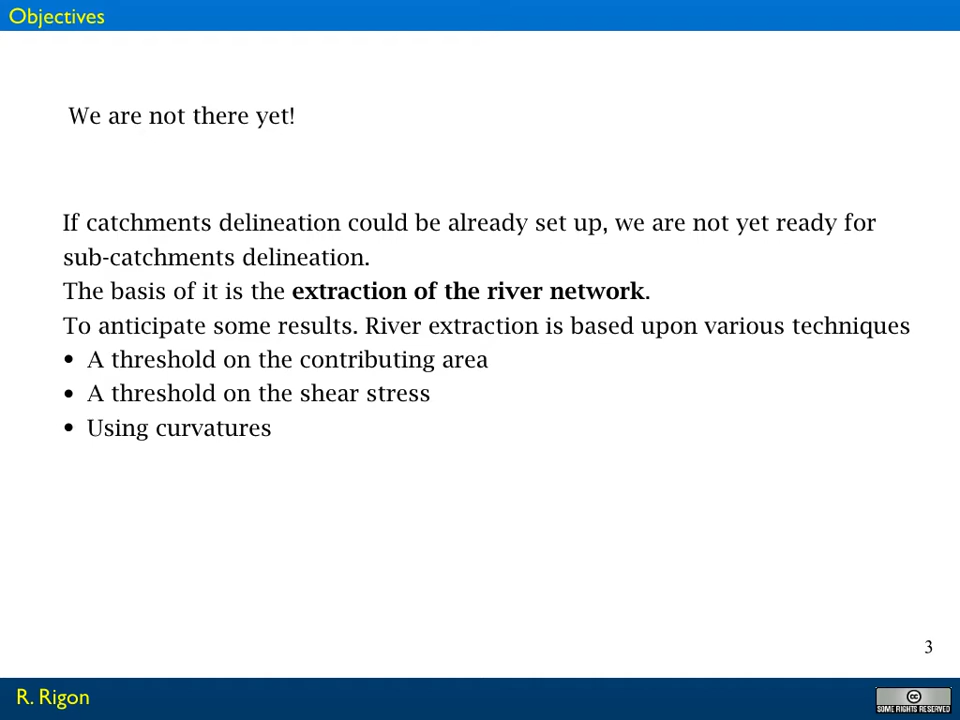 Objectives
We are not there yet!
If catchments delineation could be already set up, we are not yet ready for
sub-catchments delineation.
The basis of it is the extraction of the river network.
To anticipate some results. River extraction is based upon various techniques
• A threshold on the contributing area
• A threshold on the shear stress
• Using curvatures
3
R. Rigon
cc
SOME RIGHTS RESERVED